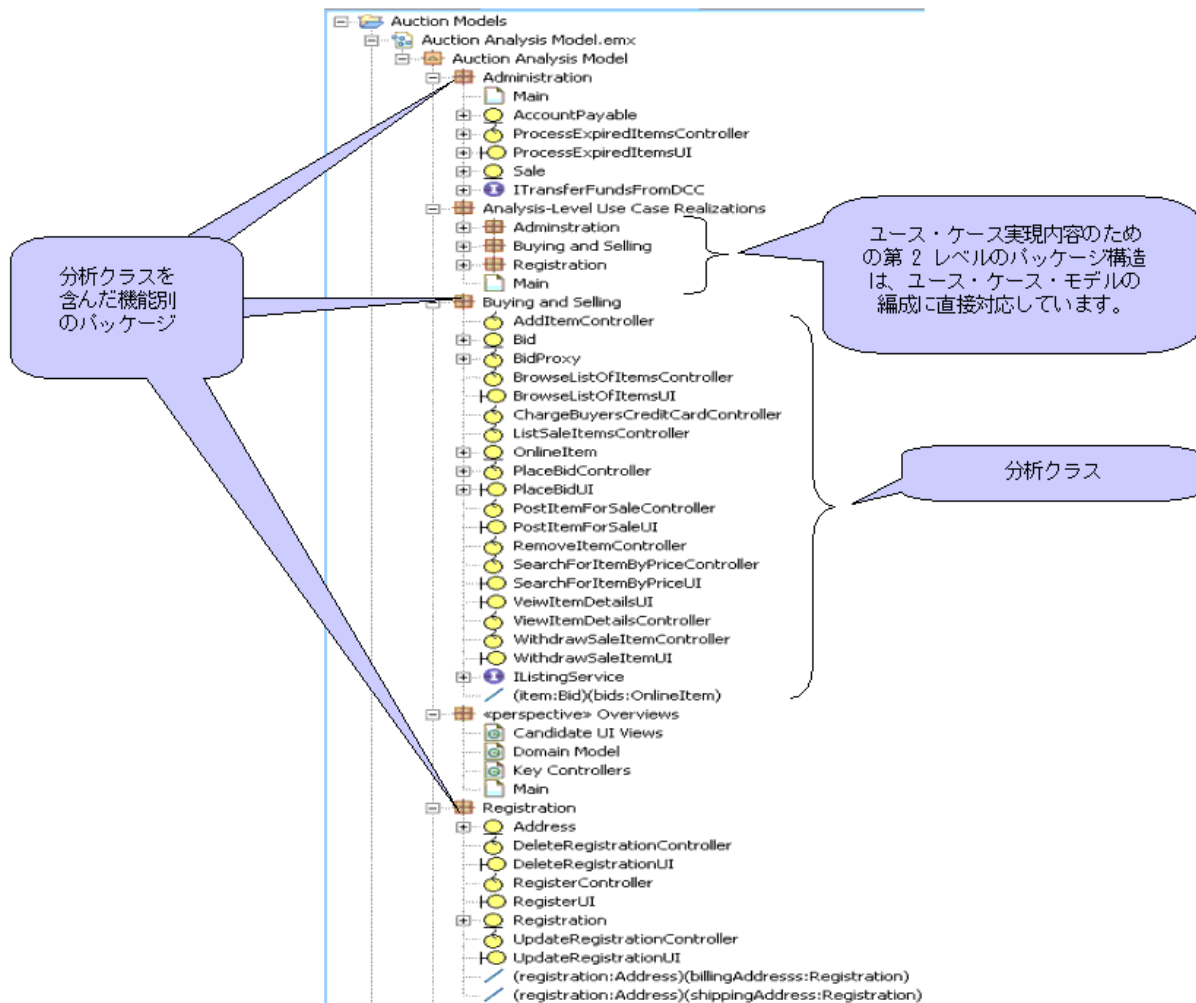 Auction Models
Auction Analysis Model.emx
Auction Analysis Model
Administration
Main
AccountPayable
ProcessExpiredItemsController
ProcessExpiredItemsUI
Sale
ITransferFundsFromDCC
Analysis-Level Use Case Realizations
Adminstration
Buying and Selling
Registration
Main
Buying and Selling
AddItemController
Bid
BidProxy
BrowseListOfItemsController
BrowseListOfItemsUI
ChargeBuyersCreditCardController
ListSaleItemsController
OnlineItem
PlaceBidController
PlaceBidUI
PostItemForSaleController
PostItemForSaleUI
RemoveItemController
SearchForItemByPriceController
SearchForItemByPriceUI
VeiwItemDetailsUI
ViewItemDetailsController
WithdrawSaleItemController
WithdrawSaleItemUI
IListingService
(item:Bid)(bids:OnlineItem)
«perspective» Overviews
Candidate UI Views
Domain Model
Key Controllers
Main
Registration
Address
DeleteRegistrationController
DeleteRegistrationUI
RegisterController
RegisterUI
Registration
UpdateRegistrationController
UpdateRegistrationUI
(registration:Address)(billingAddresss:Registration)
(registration:Address)(shippingAddress:Registration)
分析クラスを
含んだ機能別
のパッケージ
ユース・ケース実現内容のため
の第 2 レベルのパッケージ構造
は、ユース・ケース・モデルの
編成に直接対応しています。
分析クラス